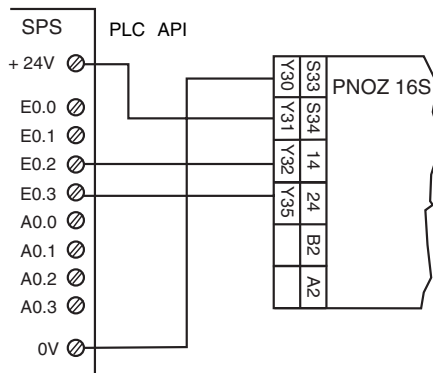 SPS PLC API
+ 24V
E0.0
E0.1
E0.2
E0.3
A0.0
A0.1
A0.2
A0.3
0V
Y30 S33
Y31 S34
Y32 14
Y35 24
B2
A2
PNOZ 16S